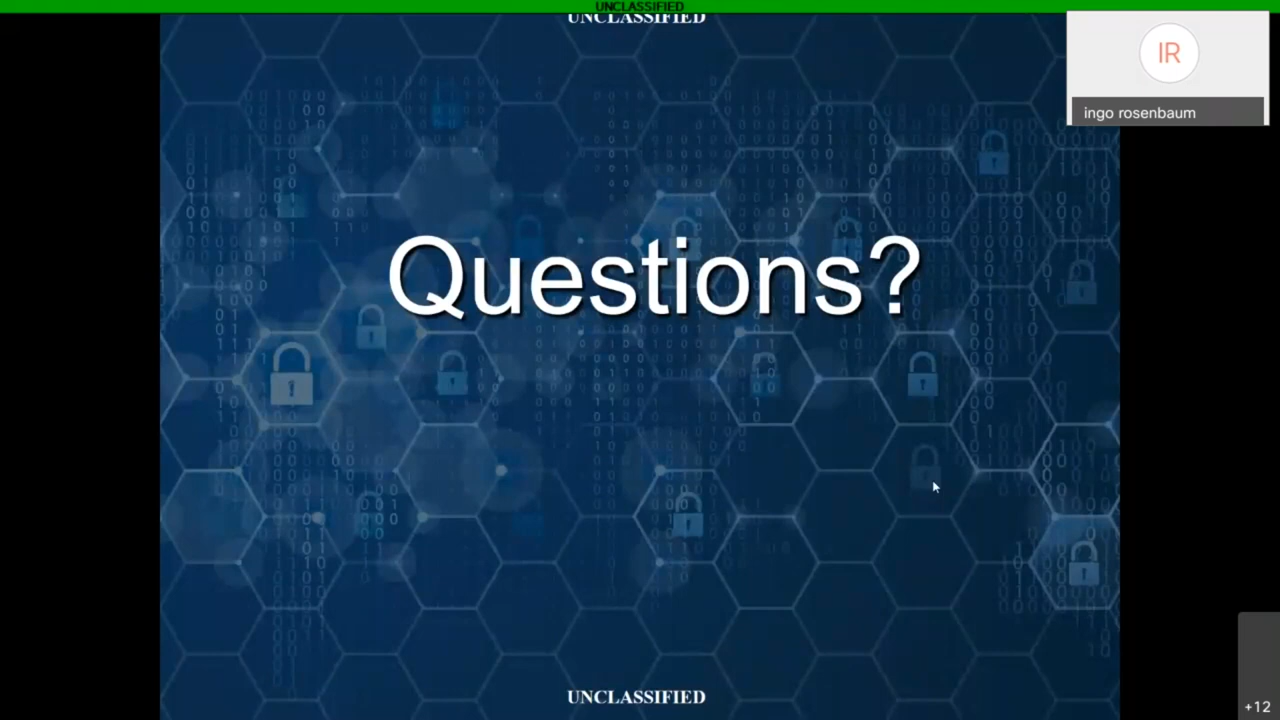 UNCLASSIFIED
UNCLASSIFIED
IR
ingo rosenbaum
Questions?
UNCLASSIFIED
+12